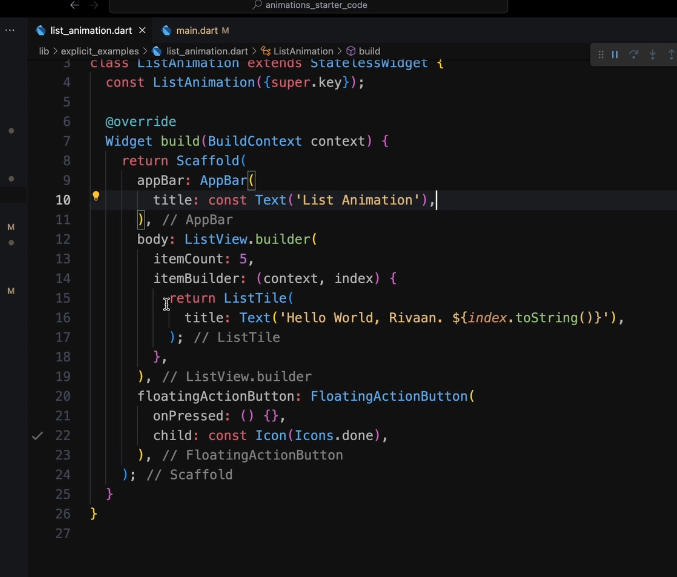 animations_starter_code
list_animation.dart
main.dart M
lib > explicit_examples > list_animation.dart > ListAnimation > build
3 class ListAnimation extends StatelessWidget {
4 const ListAnimation({super.key});
5
6 @override
7 Widget build(BuildContext context) {
8 return Scaffold(
9 appBar: AppBar(
10 title: const Text('List Animation'),
11 ), // AppBar
12 body: ListView.builder(
13 itemCount: 5,
14 itemBuilder: (context, index) {
15 return ListTile(
16 title: Text('Hello World, Rivaan. ${index.toString()}'),
17 ); // ListTile
18 },
19 ), // ListView.builder
20 floatingActionButton: FloatingActionButton(
21 onPressed: () {},
22 child: const Icon(Icons.done),
23 ), // FloatingActionButton
24 ); // Scaffold
25 }
26 }
27
M
M